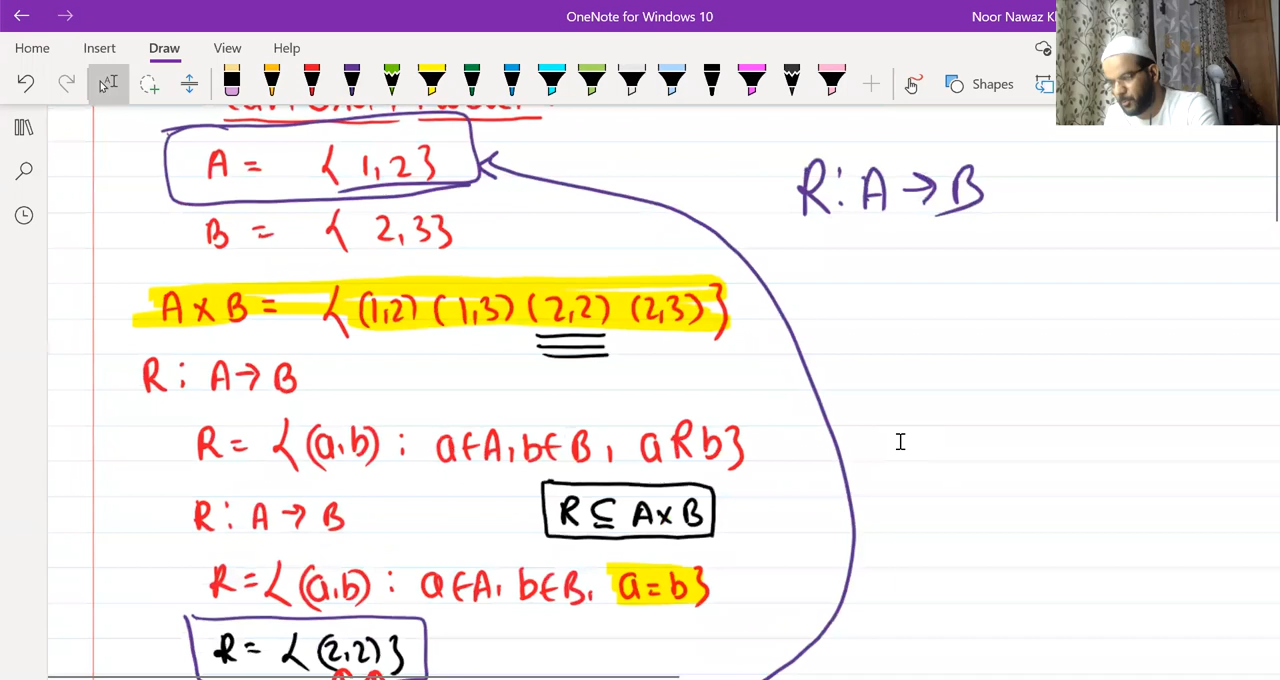 OneNote for Windows 10
Noor Nawaz
Home Insert Draw View Help
Shapes
A = { 1,2}
R : A → B
B = { 2,3}
A x B = { (1,2) (1,3) (2,2) (2,3) }
R : A → B
R = { (a,b) : a∈A, b∈B, a R b}
R : A → B
R ⊆ A x B
R = { (a,b) : a∈A, b∈B, a = b}
R = { (2,2) }